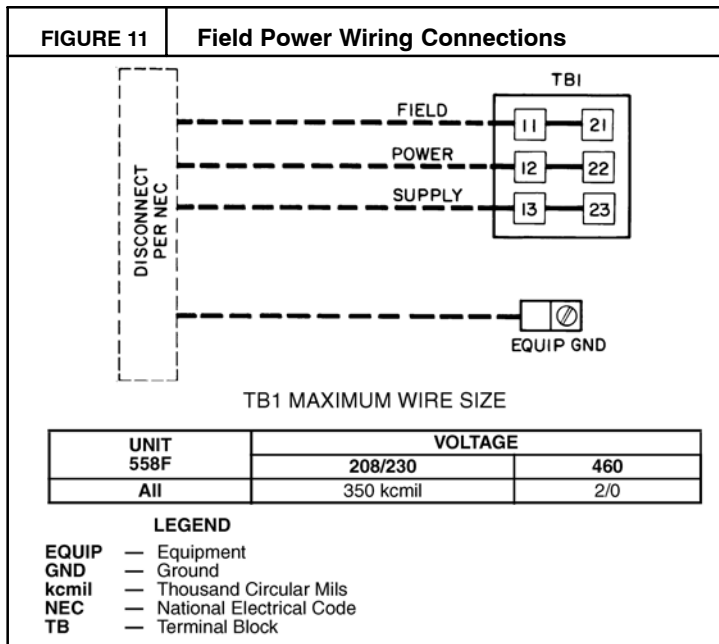 FIGURE 11 Field Power Wiring Connections
TB1
FIELD
POWER
SUPPLY
11 21
12 22
13 23
DISCONNECT
PER NEC
EQUIP GND
TB1 MAXIMUM WIRE SIZE
UNIT
558F
VOLTAGE
208/230 460
All 350 kcmil 2/0
LEGEND
EQUIP — Equipment
GND — Ground
kcmil — Thousand Circular Mils
NEC — National Electrical Code
TB — Terminal Block